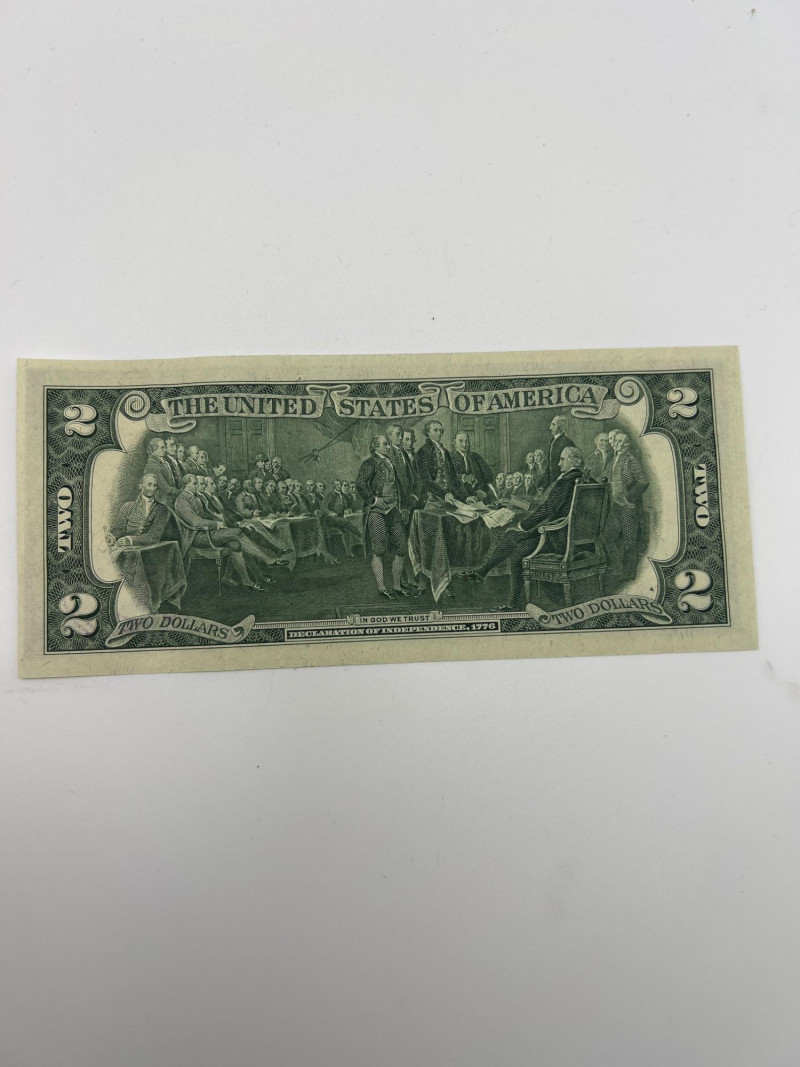 2 THE UNITED STATES OF AMERICA 2
TWO TWO
2 TWO DOLLARS IN GOD WE TRUST TWO DOLLARS 2
DECLARATION OF INDEPENDENCE, 1776